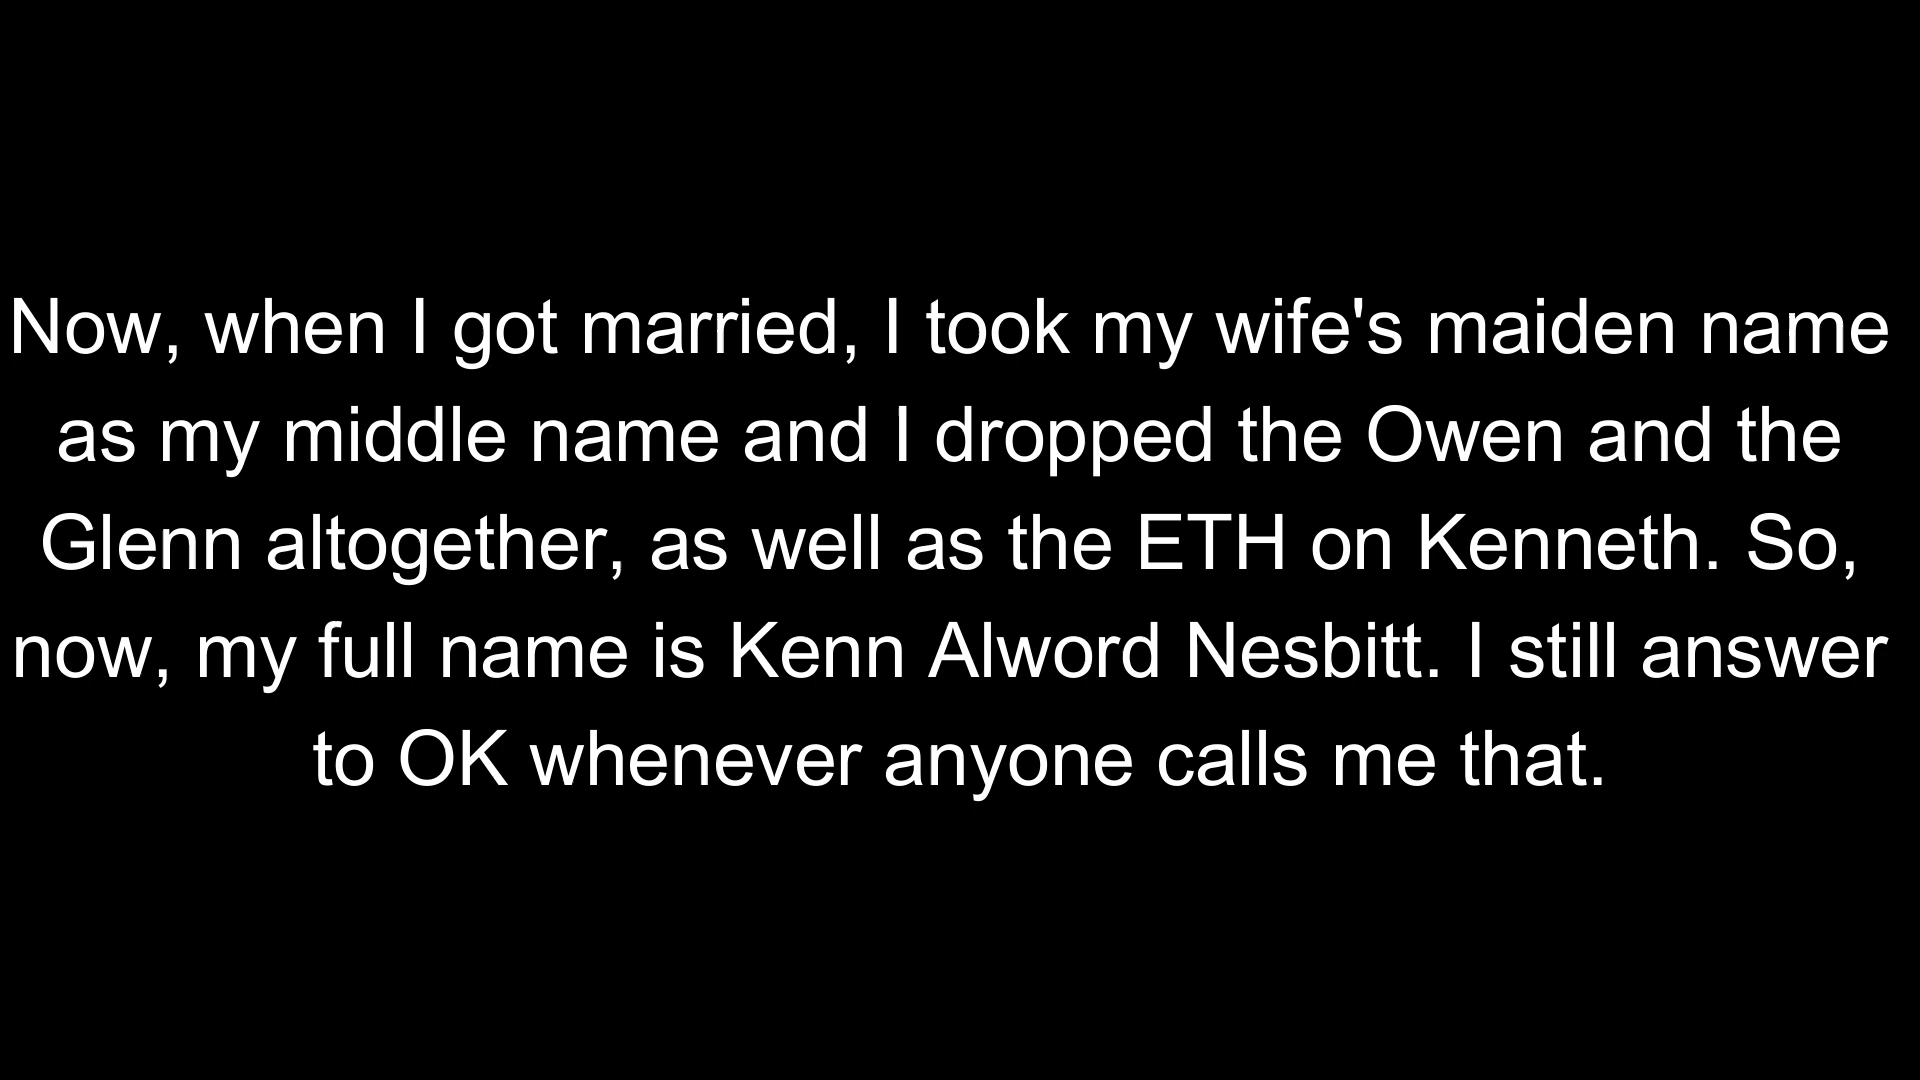 Now, when I got married, I took my wife's maiden name
as my middle name and I dropped the Owen and the
Glenn altogether, as well as the ETH on Kenneth. So,
now, my full name is Kenn Alword Nesbitt. I still answer
to OK whenever anyone calls me that.